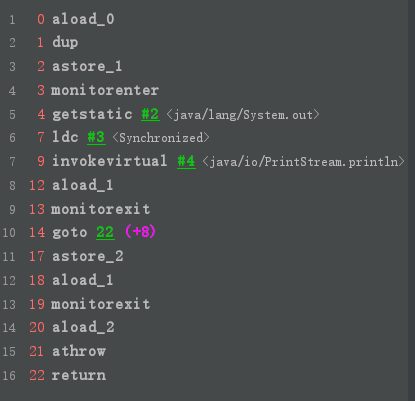 1 0 aload_0
2 1 dup
3 2 astore_1
4 3 monitorenter
5 4 getstatic #2 <java/lang/System.out>
6 7 ldc #3 <Synchronized>
7 9 invokevirtual #4 <java/io/PrintStream.println>
8 12 aload_1
9 13 monitorexit
10 14 goto 22 (+8)
11 17 astore_2
12 18 aload_1
13 19 monitorexit
14 20 aload_2
15 21 athrow
16 22 return